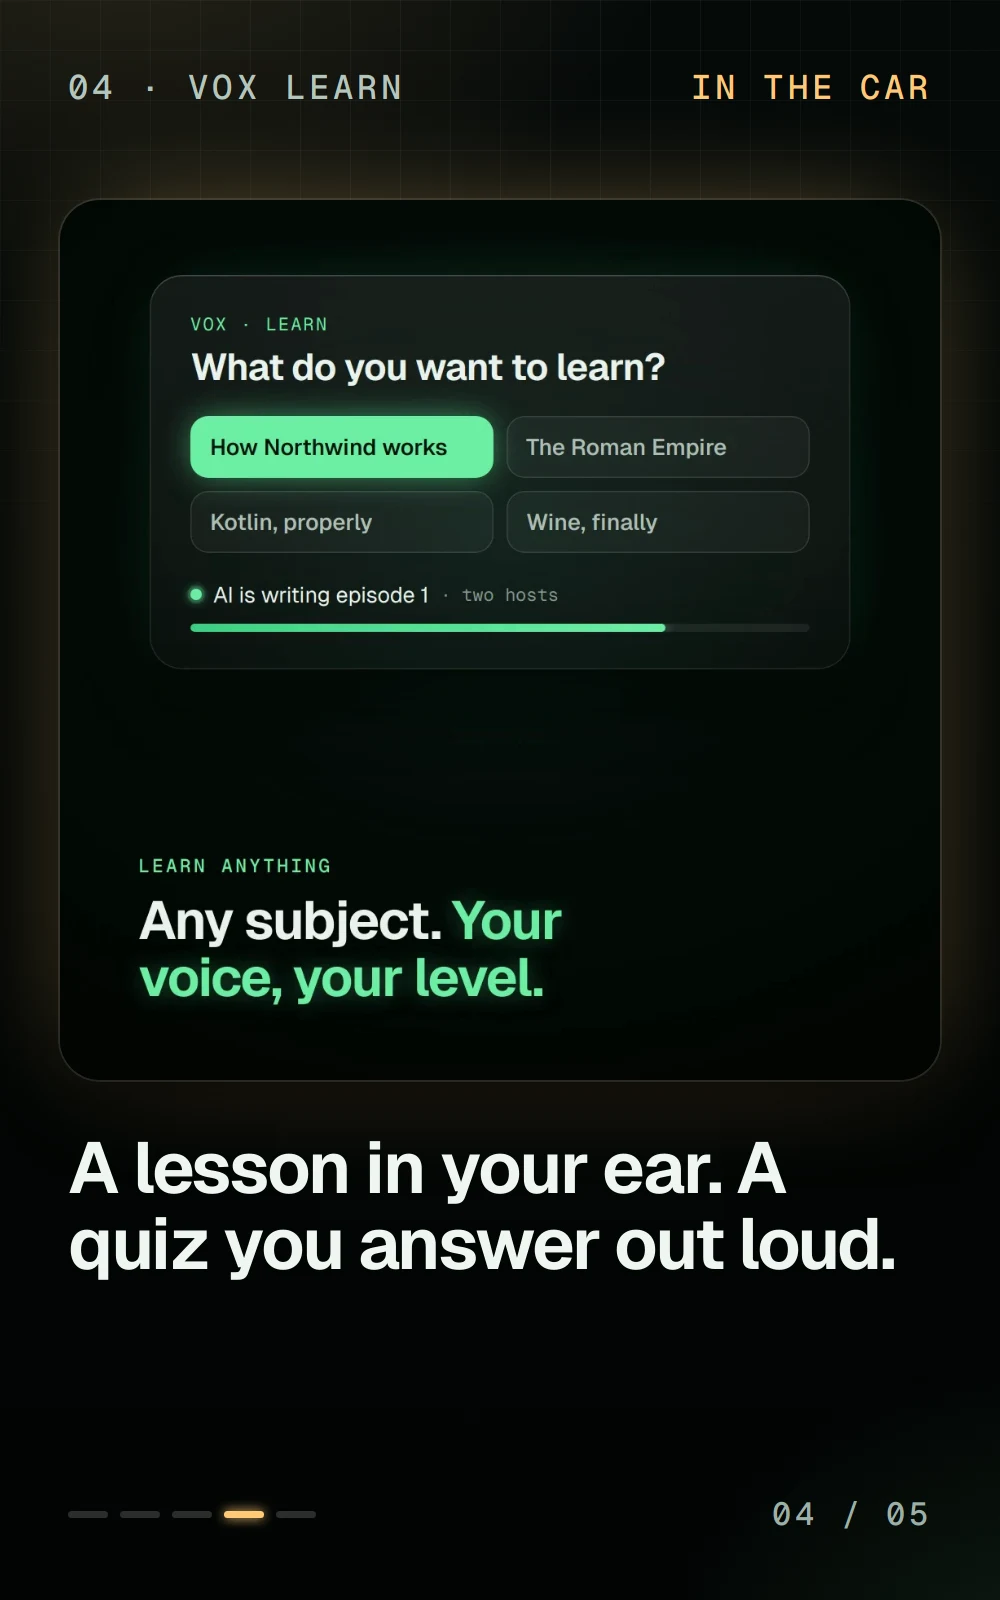 04 · VOX LEARN
IN THE CAR
VOX · LEARN
What do you want to learn?
How Northwind works
The Roman Empire
Kotlin, properly
Wine, finally
AI is writing episode 1 · two hosts
LEARN ANYTHING
Any subject. Your
voice, your level.
A lesson in your ear. A
quiz you answer out loud.
04 / 05